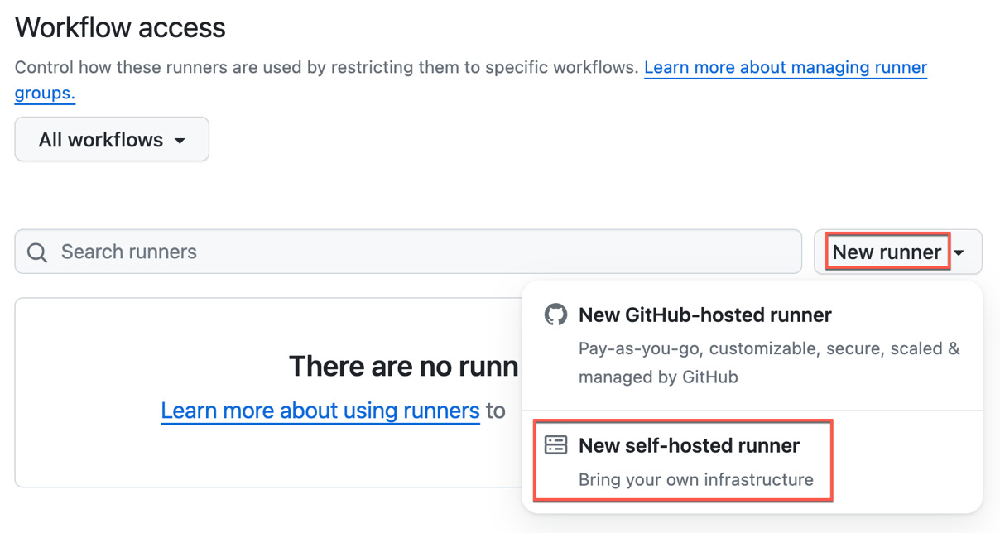 Workflow access
Control how these runners are used by restricting them to specific workflows. Learn more about managing runner
groups.
All workflows
Search runners
New runner
New GitHub-hosted runner
Pay-as-you-go, customizable, secure, scaled &
managed by GitHub
There are no runn
Learn more about using runners to
New self-hosted runner
Bring your own infrastructure